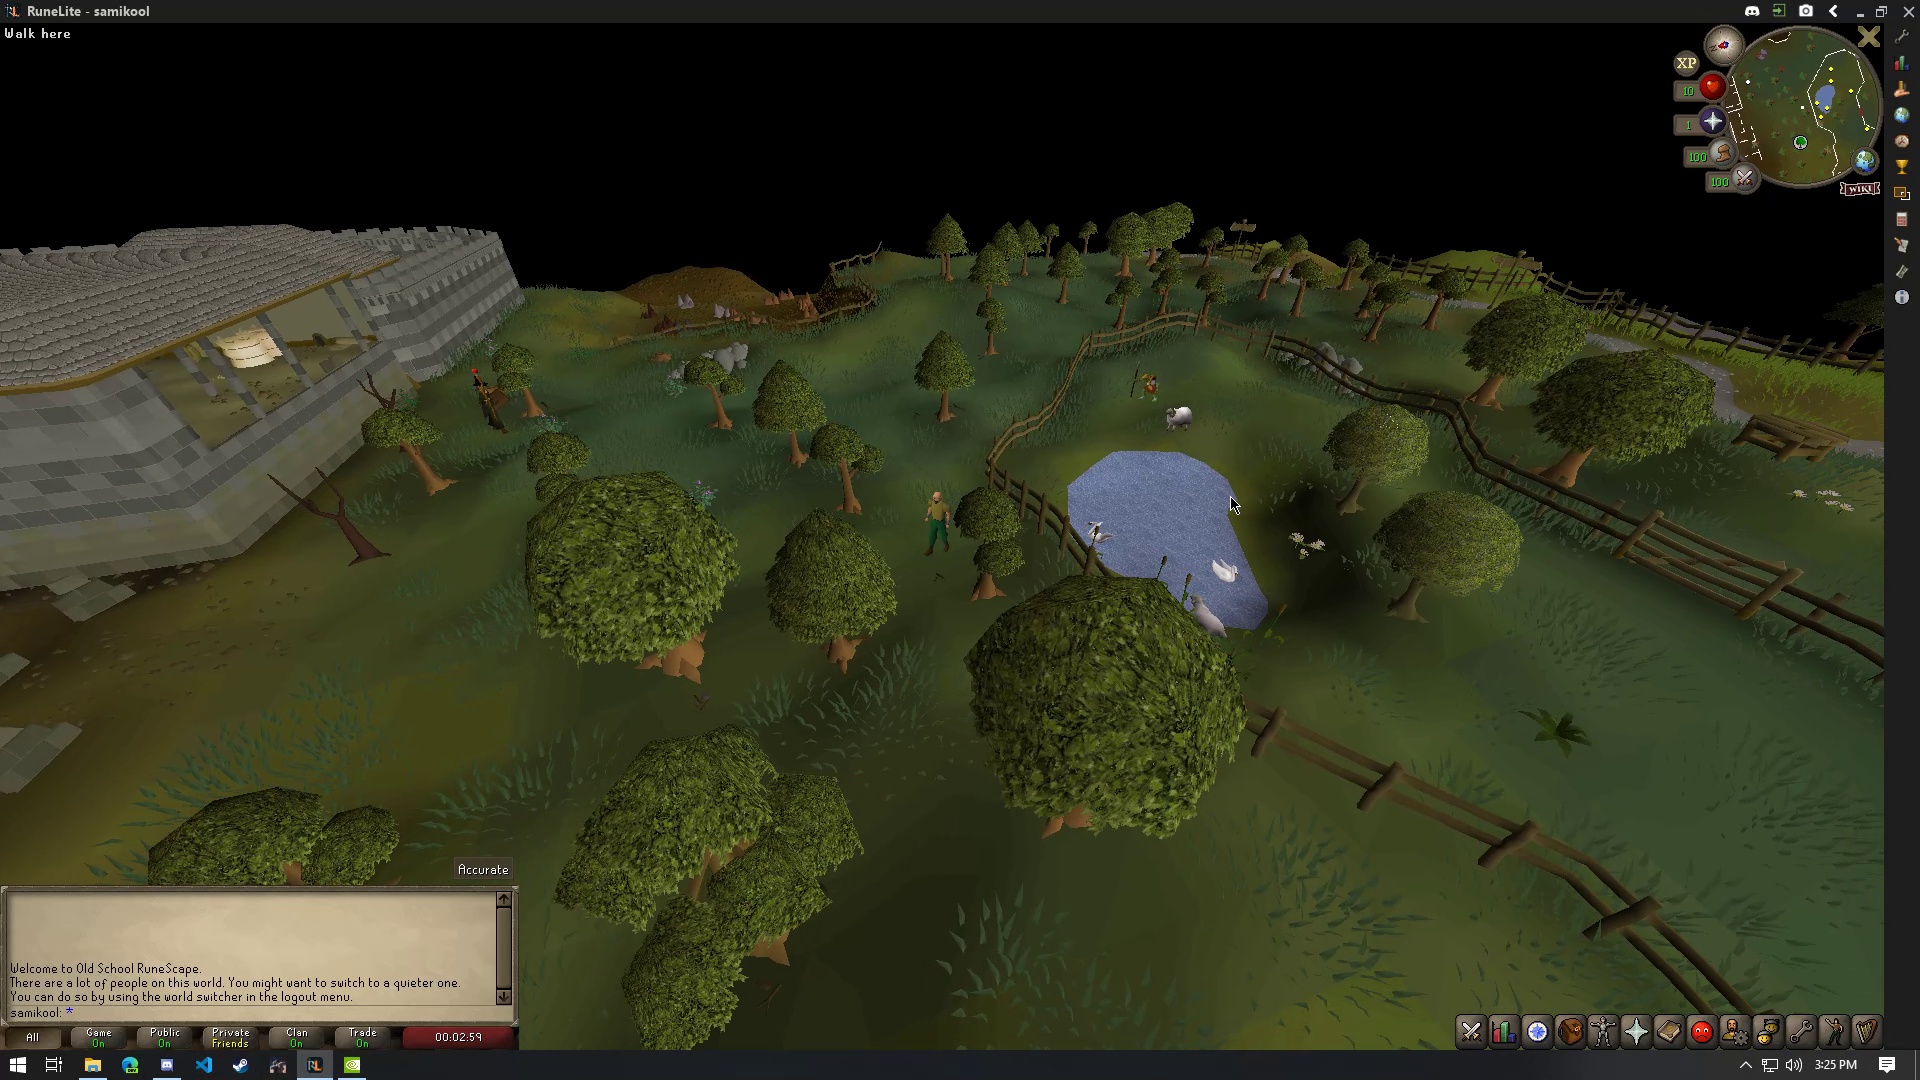 RuneLite - samikool
Walk here
XP
10
1
100
100
WIKI
Accurate
Welcome to Old School RuneScape.
There are a lot of people on this world. You might want to switch to a quieter one.
You can do so by using the world switcher in the logout menu.
samikool: *
All
Game
On
Public
On
Private
Friends
Clan
On
Trade
On
00:02:59
3:25 PM